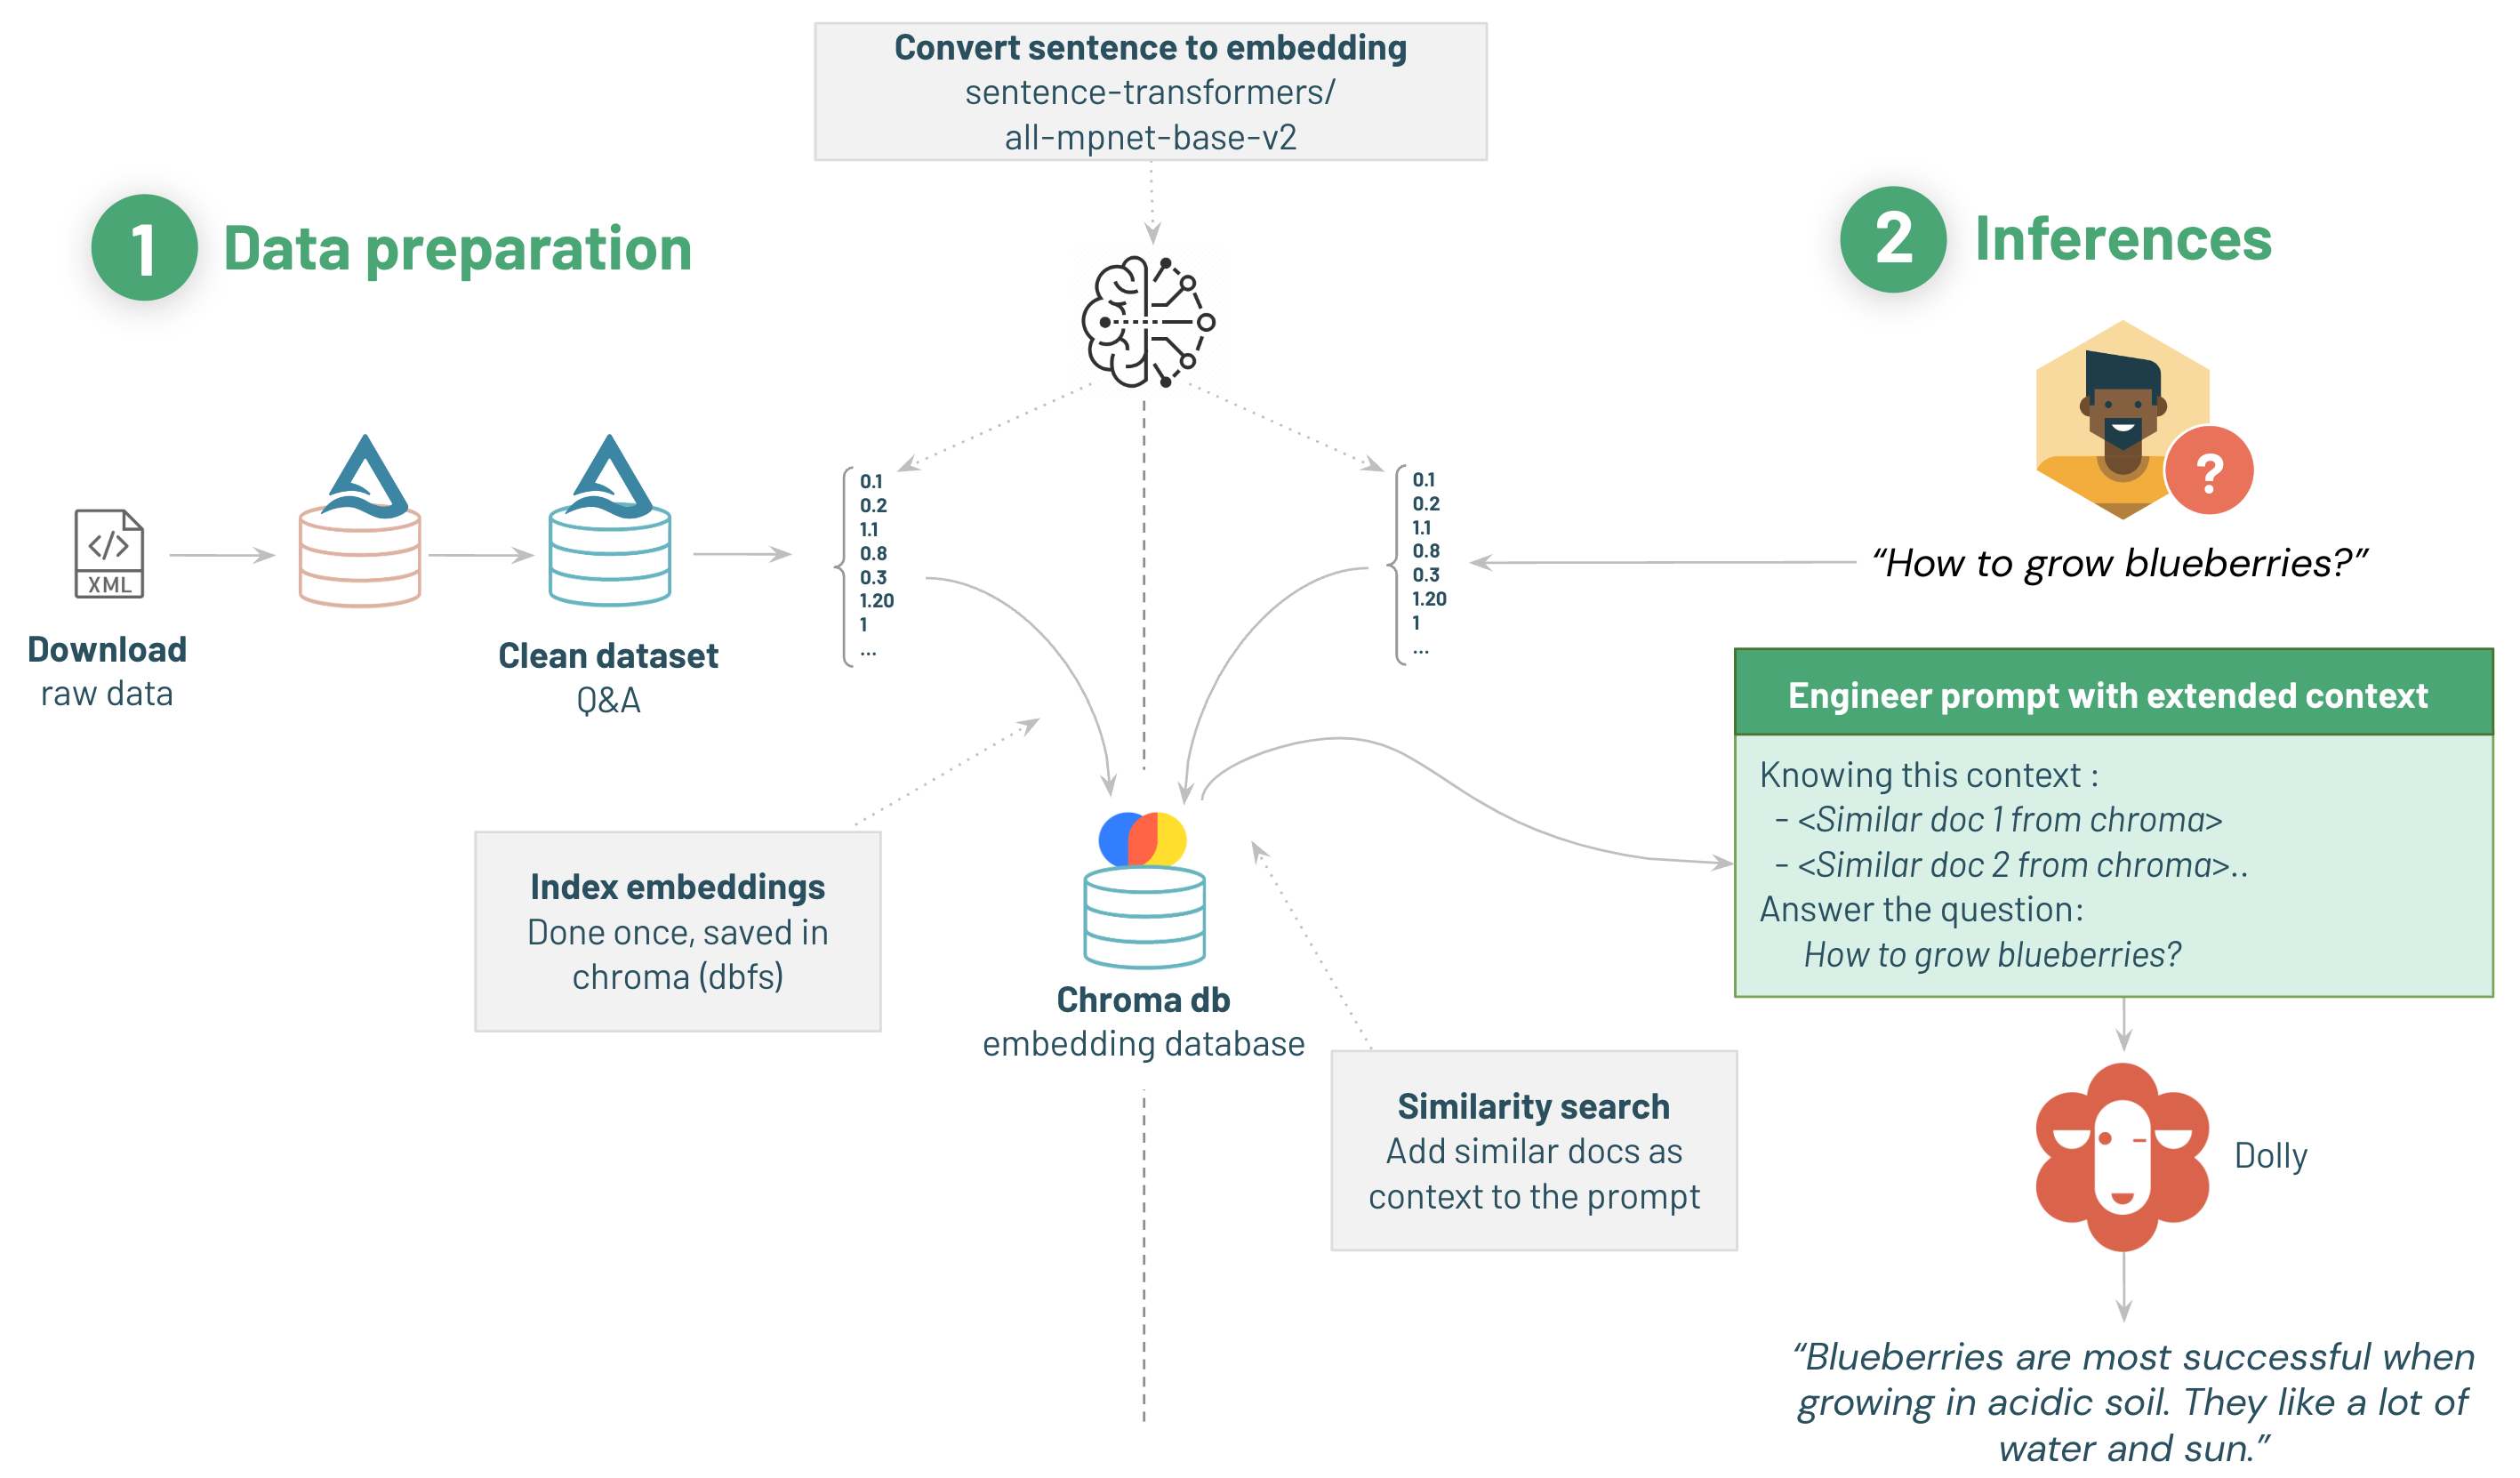 Convert sentence to embedding
sentence-transformers/
all-mpnet-base-v2
1
Data preparation
2
Inferences
XML
Download
raw data
Clean dataset
Q&A
0.1
0.2
1.1
0.8
0.3
1.20
1
...
0.1
0.2
1.1
0.8
0.3
1.20
1
...
?
“How to grow blueberries?”
Index embeddings
Done once, saved in
chroma (dbfs)
Chroma db
embedding database
Similarity search
Add similar docs as
context to the prompt
Engineer prompt with extended context
Knowing this context :
- <Similar doc 1 from chroma>
- <Similar doc 2 from chroma>..
Answer the question:
How to grow blueberries?
Dolly
“Blueberries are most successful when
growing in acidic soil. They like a lot of
water and sun.”